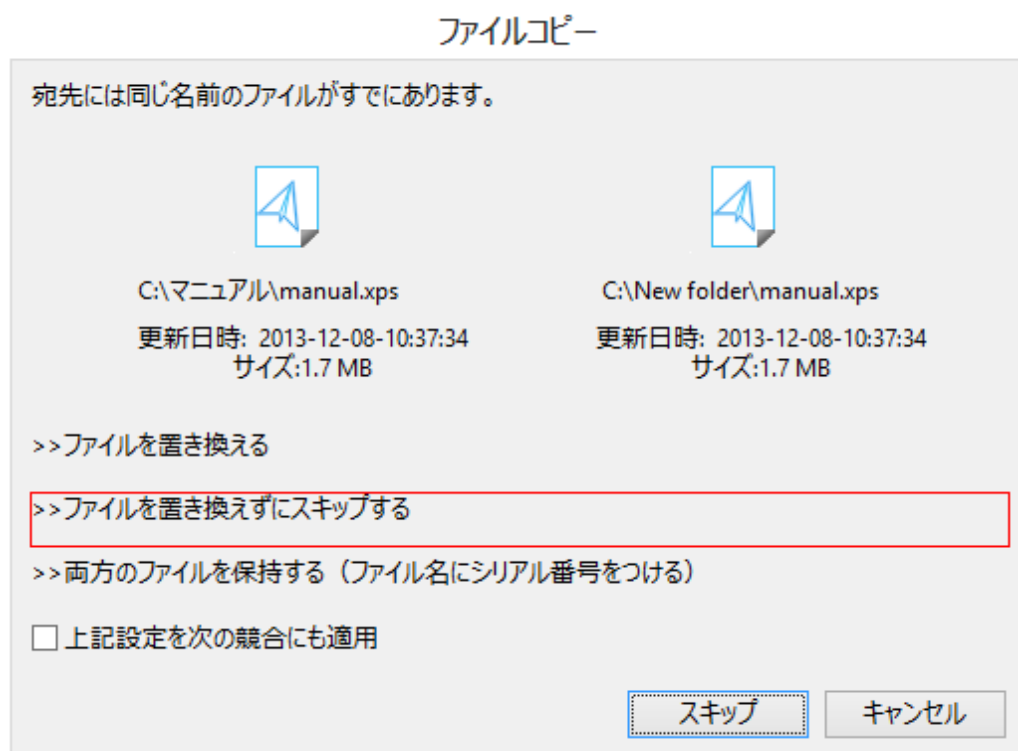 ファイルコピー
宛先には同じ名前のファイルがすでにあります。
C:\マニュアル\manual.xps
C:\New folder\manual.xps
更新日時: 2013-12-08-10:37:34
サイズ:1.7 MB
更新日時: 2013-12-08-10:37:34
サイズ:1.7 MB
>>ファイルを置き換える
>>ファイルを置き換えずにスキップする
>>両方のファイルを保持する（ファイル名にシリアル番号をつける）
上記設定を次の競合にも適用
スキップ
キャンセル